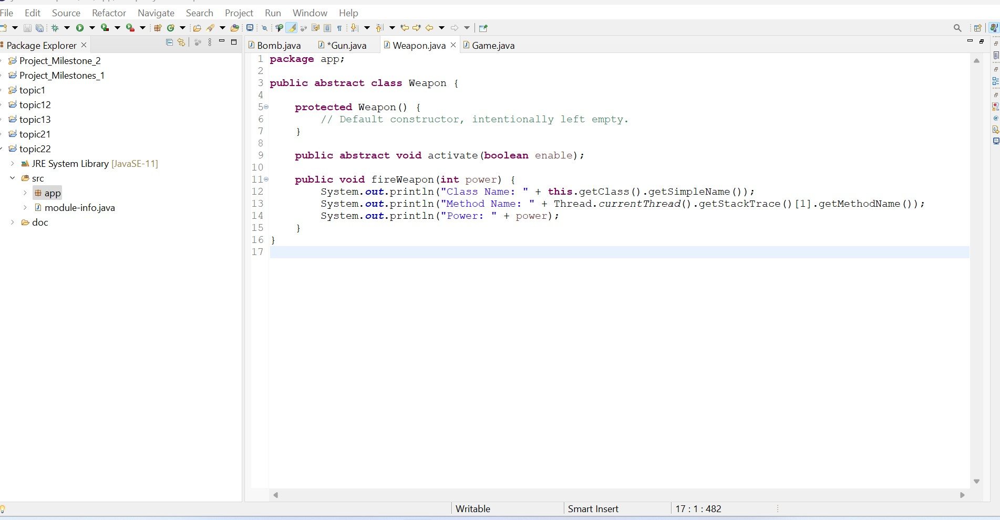 File Edit Source Refactor Navigate Search Project Run Window Help
Package Explorer
Bomb.java *Gun.java Weapon.java Game.java
Project_Milestone_2
Project_Milestones_1
topic1
topic12
topic13
topic21
topic22
JRE System Library [JavaSE-11]
src
app
module-info.java
doc
1 package app;
2
3 public abstract class Weapon {
4
5 protected Weapon() {
6 // Default constructor, intentionally left empty.
7 }
8
9 public abstract void activate(boolean enable);
10
11 public void fireWeapon(int power) {
12 System.out.println("Class Name: " + this.getClass().getSimpleName());
13 System.out.println("Method Name: " + Thread.currentThread().getStackTrace()[1].getMethodName());
14 System.out.println("Power: " + power);
15 }
16 }
17
Writable Smart Insert 17 : 1 : 482